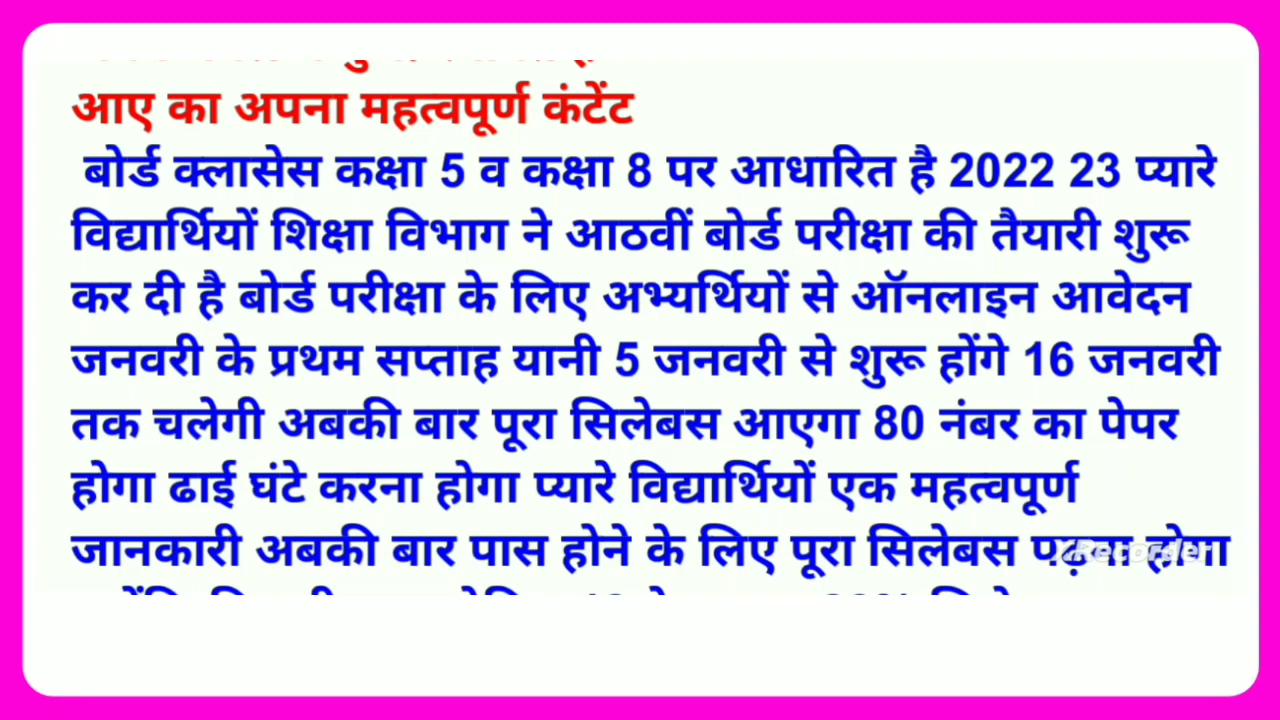 आए का अपना महत्वपूर्ण कंटेंट
बोर्ड क्लासेस कक्षा 5 व कक्षा 8 पर आधारित है 2022 23 प्यारे
विद्यार्थियों शिक्षा विभाग ने आठवीं बोर्ड परीक्षा की तैयारी शुरू
कर दी है बोर्ड परीक्षा के लिए अभ्यर्थियों से ऑनलाइन आवेदन
जनवरी के प्रथम सप्ताह यानी 5 जनवरी से शुरू होंगे 16 जनवरी
तक चलेगी अबकी बार पूरा सिलेबस आएगा 80 नंबर का पेपर
होगा ढाई घंटे करना होगा प्यारे विद्यार्थियों एक महत्वपूर्ण
जानकारी अबकी बार पास होने के लिए पूरा सिलेबस पढ़ना होगा
XRecorder